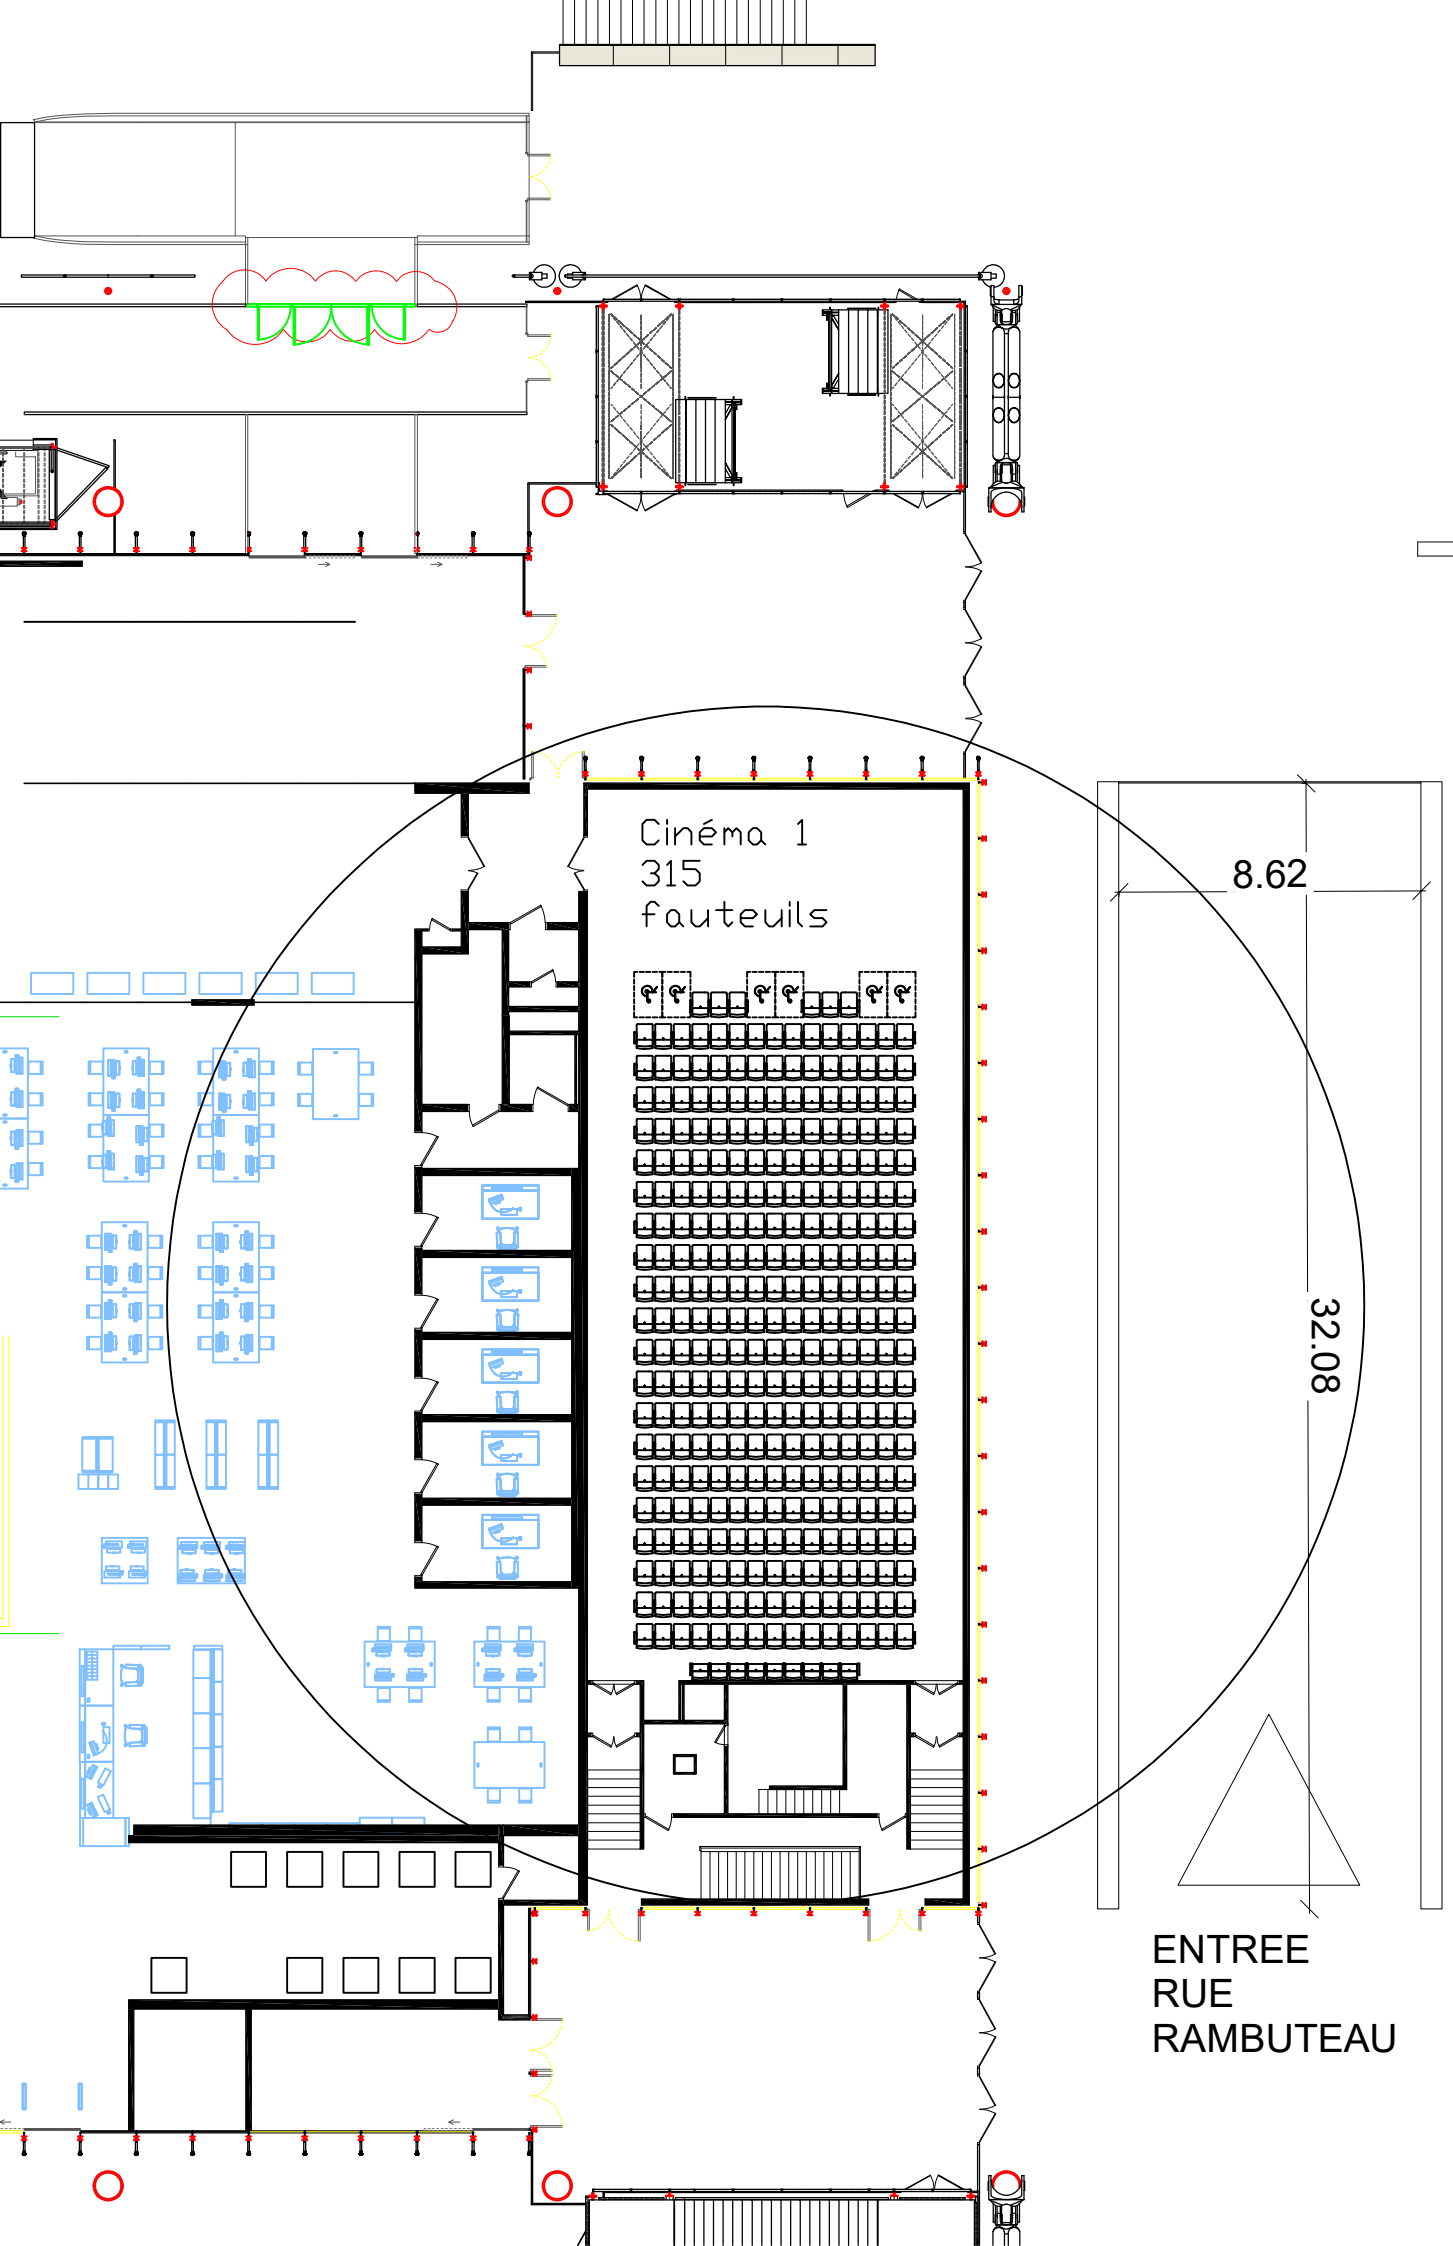 Cinéma 1
315
fauteuils
8.62
32.08
ENTREE
RUE
RAMBUTEAU